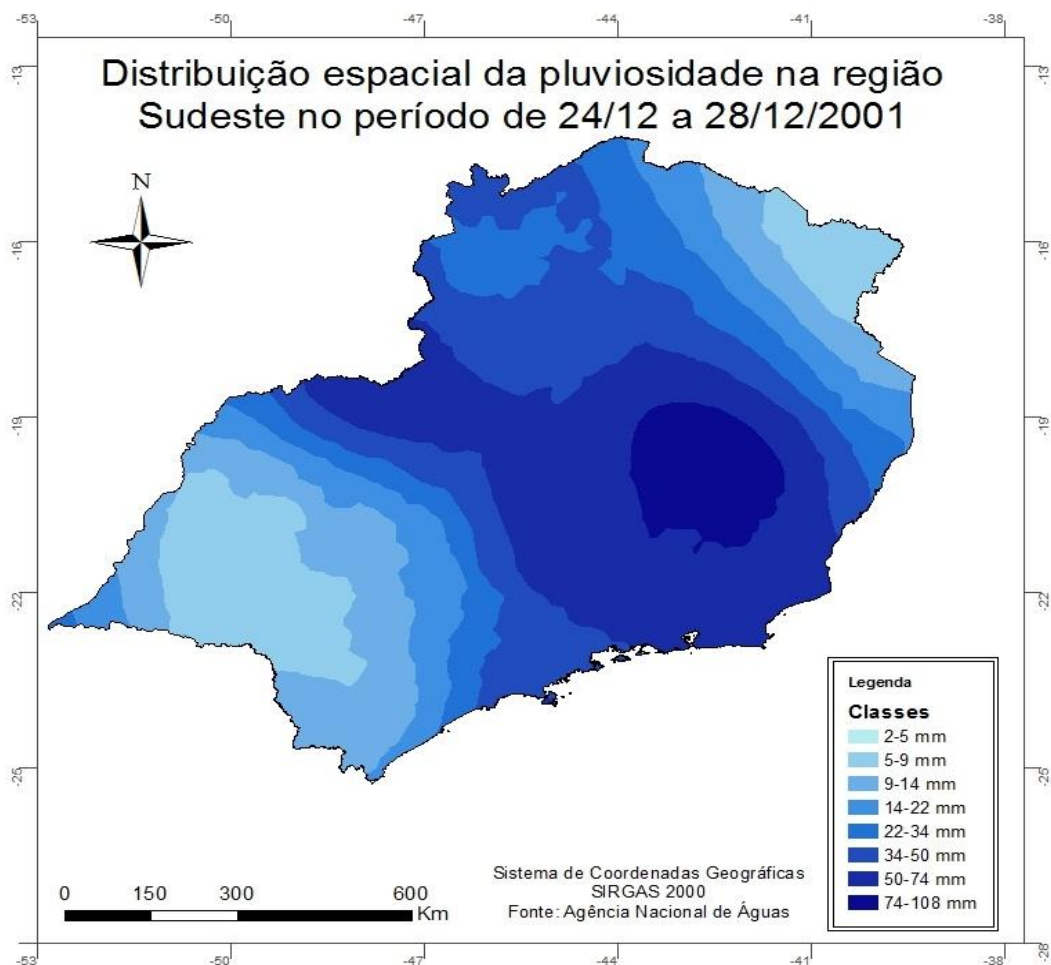 -53 -50 -47 -44 -41 -38
-13 -13
Distribuição espacial da pluviosidade na região
Sudeste no período de 24/12 a 28/12/2001
N
-16 -16
-19 -19
-22 -22
-25 -25
Legenda
Classes
2-5 mm
5-9 mm
9-14 mm
14-22 mm
22-34 mm
34-50 mm
50-74 mm
74-108 mm
Sistema de Coordenadas Geográficas
SIRGAS 2000
Fonte: Agência Nacional de Águas
0 150 300 600
Km
-28
-53 -50 -47 -44 -41 -38